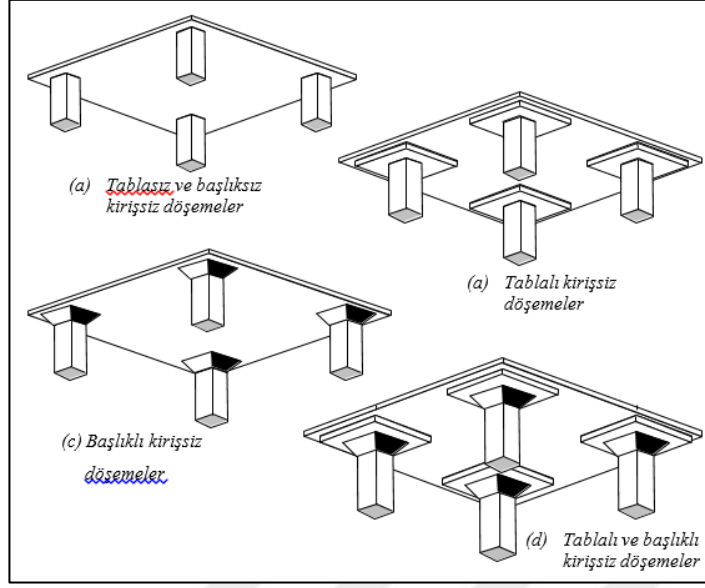 (a) Tablasız ve başlıksız
kirişsiz döşemeler
(a) Tablalı kirişsiz
döşemeler
(c) Başlıklı kirişsiz
döşemeler
(d) Tablalı ve başlıklı
kirişsiz döşemeler